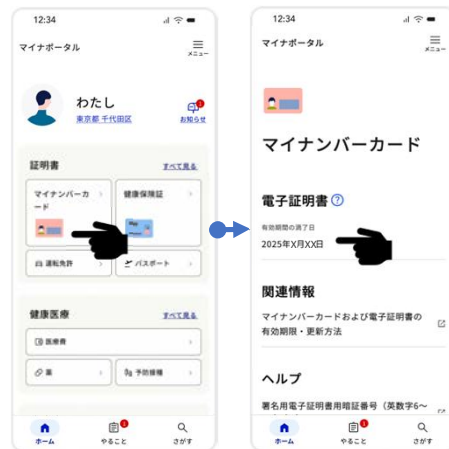 12:34
マイナポータル
メニュー
わたし
東京都 千代田区
1
お知らせ
証明書
すべて見る
マイナンバーカ
ード
健康保険証
運転免許
パスポート
健康医療
すべて見る
医療費
薬
予防接種
ホーム
1
やること
さがす
12:34
マイナポータル
メニュー
マイナンバーカード
電子証明書
?
有効期間の満了日
2025年X月XX日
関連情報
マイナンバーカードおよび電子証明書の
有効期限・更新方法
ヘルプ
署名用電子証明書用暗証番号（英数字6～
ホーム
1
やること
さがす